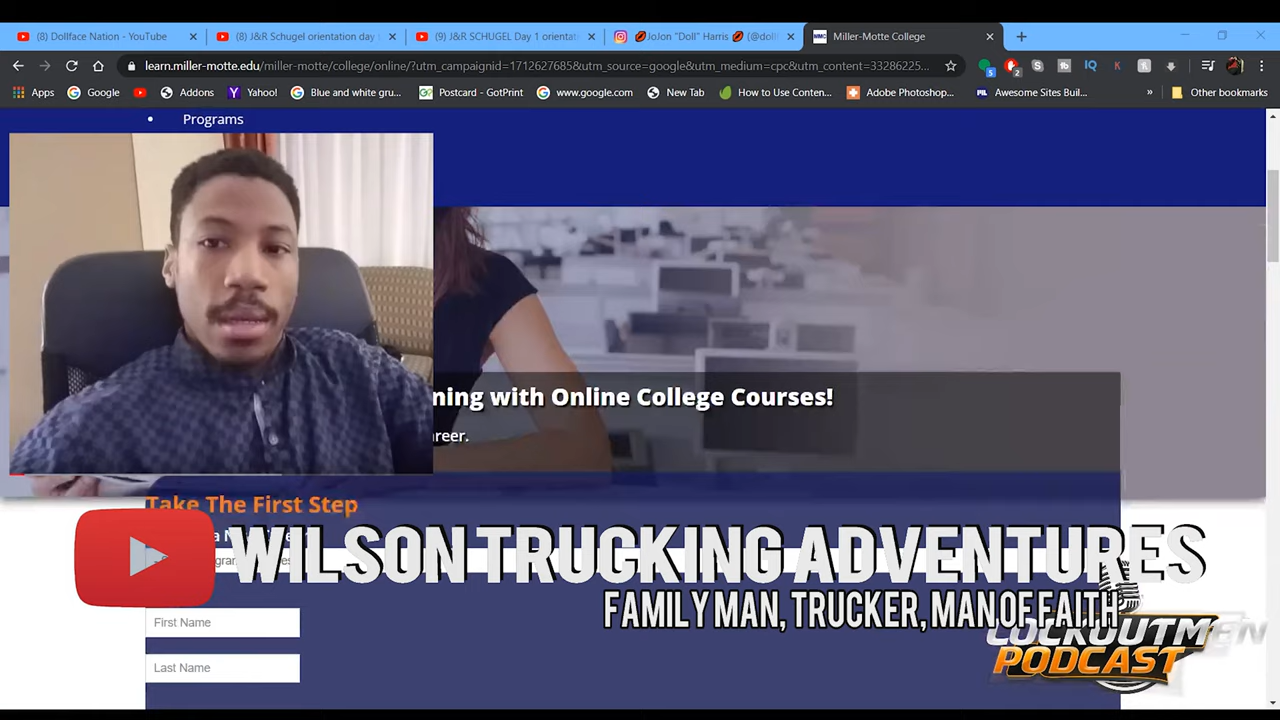 (8) Dollface Nation - YouTube
(8) J&R Schugel orientation day
(9) J&R SCHUGEL Day 1 orientat
JoJon "Doll" Harris
(@doll
Miller-Motte College
learn.miller-motte.edu/miller-motte/college/online/?utm_campaignid=1712627685&utm_source=google&utm_medium=cpc&utm_content=33286225...
Apps
Google
Addons
Yahoo!
Blue and white gru...
Postcard - GotPrint
www.google.com
New Tab
How to Use Conten...
Adobe Photoshop...
Awesome Sites Buil...
Other bookmarks
Programs
ning with Online College Courses!
reer.
Take The First Step
WILSON TRUCKING ADVENTURES
FAMILY MAN, TRUCKER, MAN OF FAITH
LOCKOUTMEN
PODCAST
First Name
Last Name